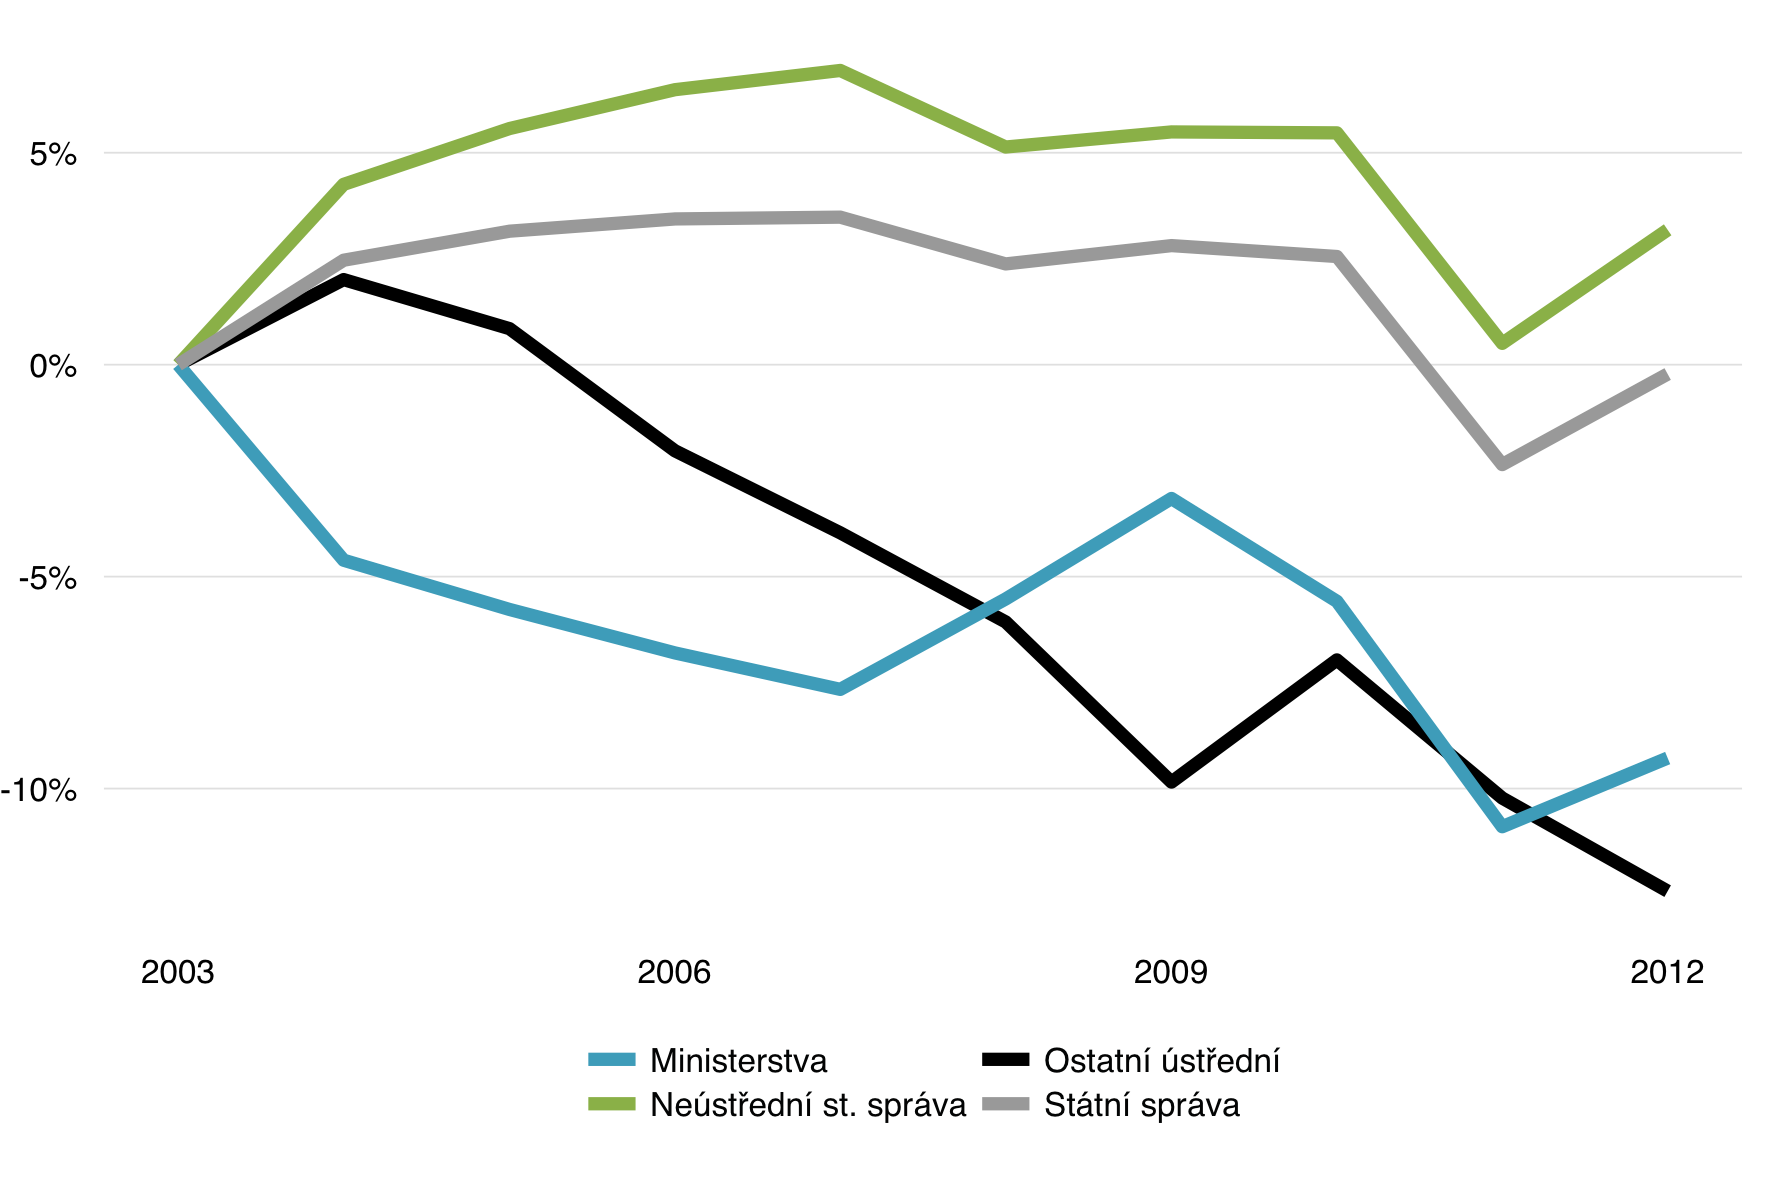 5%
0%
-5%
-10%
2003 2006 2009 2012
Ministerstva Ostatní ústřední
Neústřední st. správa Státní správa